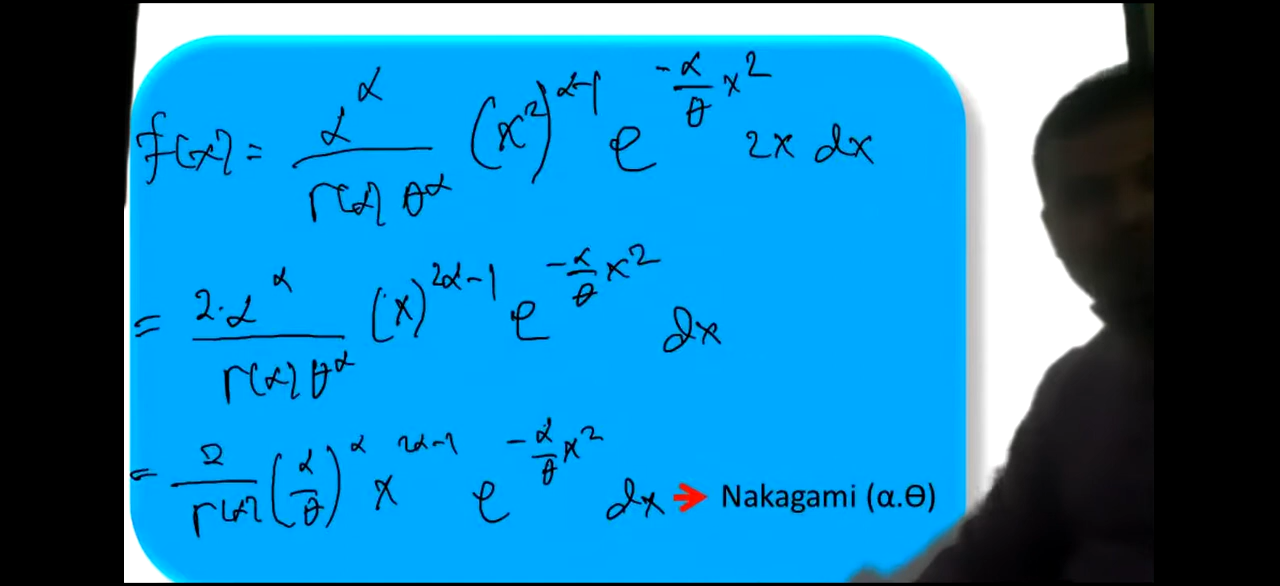 f(x) = α^α / (Γ(α) θ^α) (x²)^(α-1) e^(-α/θ x²) 2x dx
= 2·α^α / (Γ(α) θ^α) (x)^(2α-1) e^(-α/θ x²) dx
= 2 / Γ(α) (α/θ)^α x^(2α-1) e^(-α/θ x²) dx → Nakagami (α.Θ)